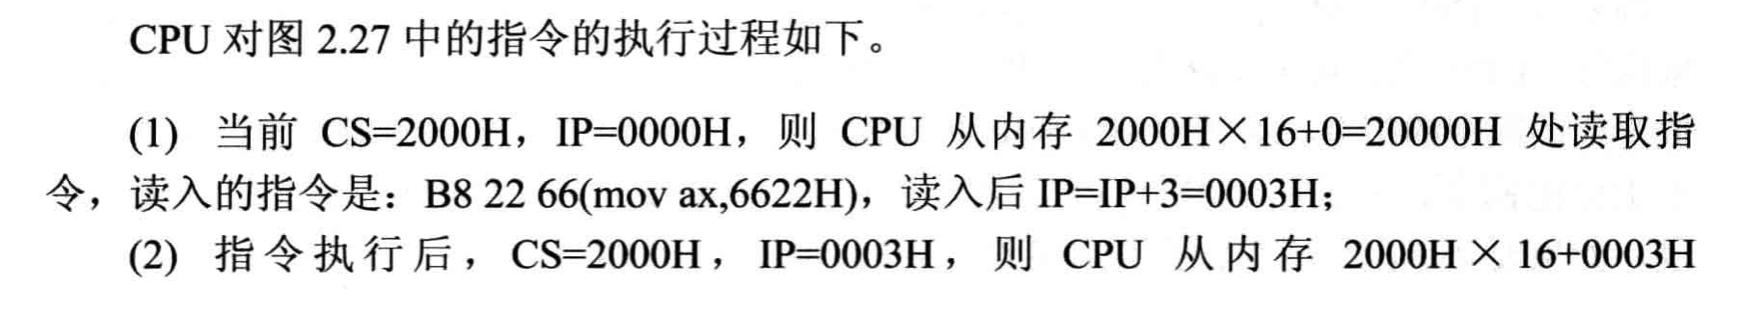 CPU 对图 2.27 中的指令的执行过程如下。
(1) 当前 CS=2000H，IP=0000H，则 CPU 从内存 2000H×16+0=20000H 处读取指
令，读入的指令是：B8 22 66(mov ax,6622H)，读入后 IP=IP+3=0003H；
(2) 指令执行后，CS=2000H，IP=0003H，则 CPU 从内存 2000H×16+0003H